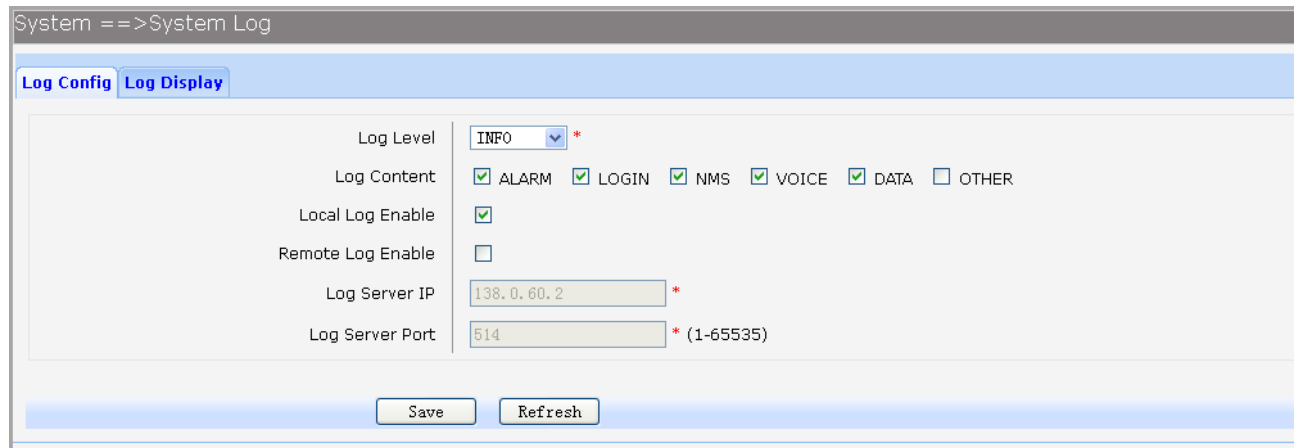 System ==>System Log
Log Config Log Display
Log Level INFO *
Log Content ALARM LOGIN NMS VOICE DATA OTHER
Local Log Enable
Remote Log Enable
Log Server IP 138.0.60.2 *
Log Server Port 514 * (1-65535)
Save Refresh